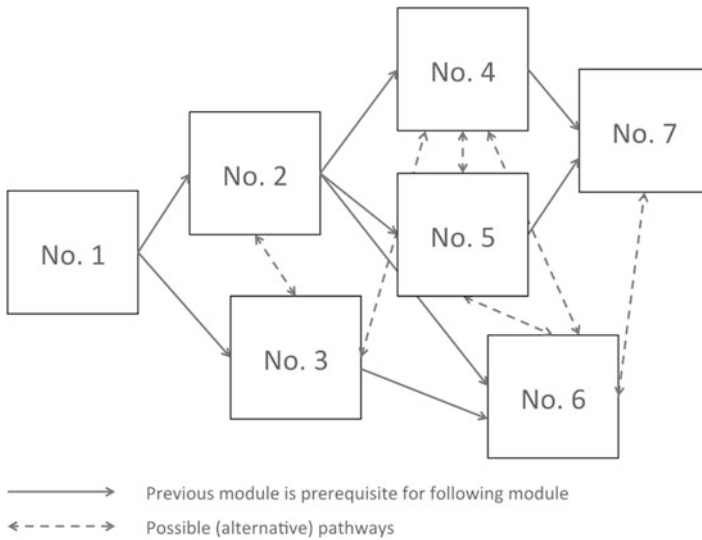 No. 4
No. 7
No. 2
No. 5
No. 1
No. 3
No. 6
Previous module is prerequisite for following module
Possible (alternative) pathways